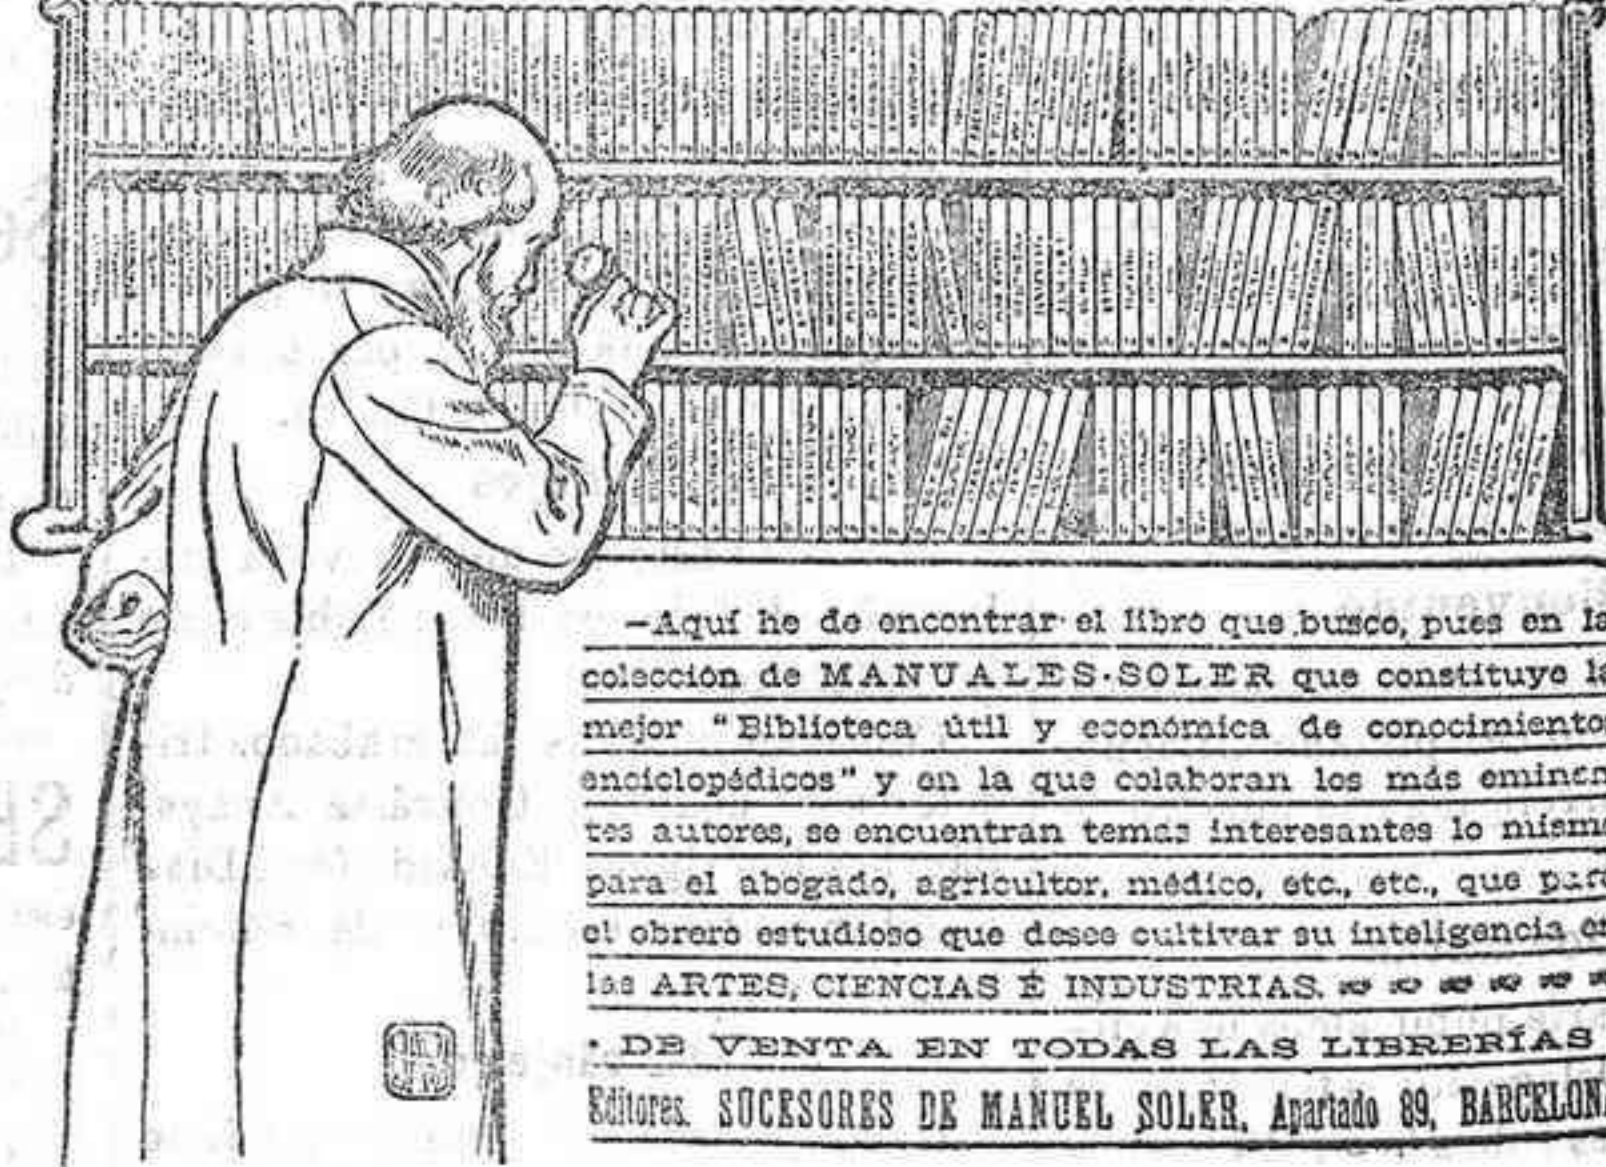 —Aquí he de encontrar el libro que busco, pues en la
colección de MANUALES-SOLER que constituye la
mejor "Biblioteca útil y económica de conocimientos
enciclopédicos" y en la que colaboran los más eminen
tes autores, se encuentran temas interesantes lo mismo
para el abogado, agricultor, médico, etc., etc., que para
el obrero estudioso que desee cultivar su inteligencia en
las ARTES, CIENCIAS É INDUSTRIAS.
· DE VENTA EN TODAS LAS LIBRERÍAS
Editores. SUCESORES DE MANUEL SOLER, Apartado 89, BARCELONA